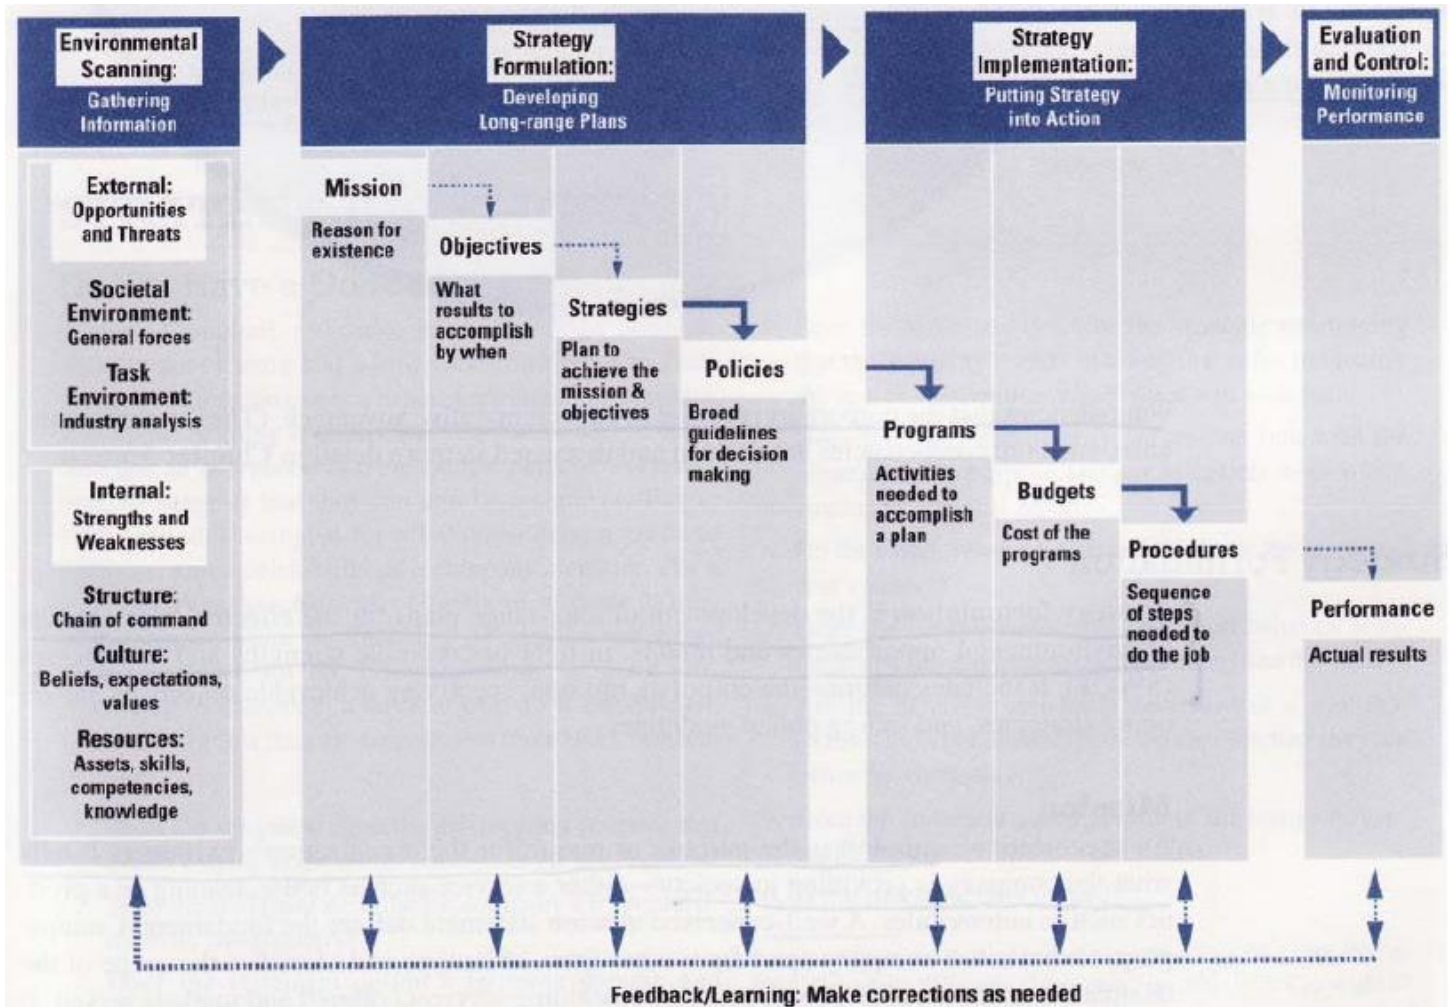 Environmental
Scanning:
Gathering
Information
Strategy
Formulation:
Developing
Long-range Plans
Strategy
Implementation:
Putting Strategy
into Action
Evaluation
and Control:
Monitoring
Performance
External:
Opportunities
and Threats
Societal
Environment:
General forces
Task
Environment:
Industry analysis
Internal:
Strengths and
Weaknesses
Structure:
Chain of command
Culture:
Beliefs, expectations,
values
Resources:
Assets, skills,
competencies,
knowledge
Mission
Reason for
existence
Objectives
What
results to
accomplish
by when
Strategies
Plan to
achieve the
mission &
objectives
Policies
Broad
guidelines
for decision
making
Programs
Activities
needed to
accomplish
a plan
Budgets
Cost of the
programs
Procedures
Sequence
of steps
needed to
do the job
Performance
Actual results
Feedback/Learning: Make corrections as needed